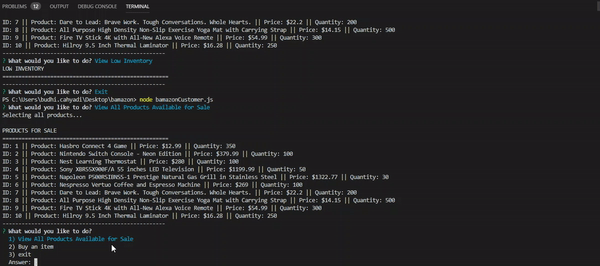 PROBLEMS 12 OUTPUT DEBUG CONSOLE TERMINAL
ID: 7 || Product: Dare to Lead: Brave Work. Tough Conversations. Whole Hearts. || Price: $22.2 || Quantity: 200
ID: 8 || Product: All Purpose High Density Non-Slip Exercise Yoga Mat with Carrying Strap || Price: $14.15 || Quantity: 500
ID: 9 || Product: Fire TV Stick 4K with All-New Alexa Voice Remote || Price: $54.99 || Quantity: 300
ID: 10 || Product: Hilroy 9.5 Inch Thermal Laminator || Price: $16.28 || Quantity: 250
? What would you like to do? View Low Inventory
LOW INVENTORY
? What would you like to do? Exit
PS C:\Users\budhi.cahyadi\Desktop\bamazon> node bamazonCustomer.js
? What would you like to do? View All Products Available for Sale
Selecting all products...
PRODUCTS FOR SALE
ID: 1 || Product: Hasbro Connect 4 Game || Price: $12.99 || Quantity: 350
ID: 2 || Product: Nintendo Switch Console - Neon Edition || Price: $379.99 || Quantity: 100
ID: 3 || Product: Nest Learning Thermostat || Price: $280 || Quantity: 100
ID: 4 || Product: Sony XBR55X900F/A 55 inches LED Television || Price: $1199.99 || Quantity: 50
ID: 5 || Product: Napoleon P500RSIBNSS-1 Prestige Natural Gas Grill in Stainless Steel || Price: $1322.77 || Quantity: 30
ID: 6 || Product: Nespresso Vertuo Coffee and Espresso Machine || Price: $269 || Quantity: 100
ID: 7 || Product: Dare to Lead: Brave Work. Tough Conversations. Whole Hearts. || Price: $22.2 || Quantity: 200
ID: 8 || Product: All Purpose High Density Non-Slip Exercise Yoga Mat with Carrying Strap || Price: $14.15 || Quantity: 500
ID: 9 || Product: Fire TV Stick 4K with All-New Alexa Voice Remote || Price: $54.99 || Quantity: 300
ID: 10 || Product: Hilroy 9.5 Inch Thermal Laminator || Price: $16.28 || Quantity: 250
? What would you like to do?
1) View All Products Available for Sale
2) Buy an item
3) exit
Answer: